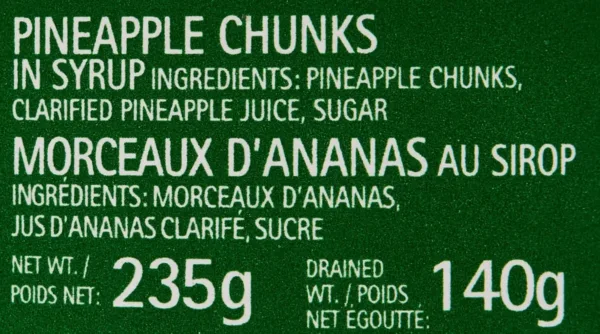 PINEAPPLE CHUNKS
IN SYRUP INGREDIENTS: PINEAPPLE CHUNKS,
CLARIFIED PINEAPPLE JUICE, SUGAR
MORCEAUX D'ANANAS AU SIROP
INGRÉDIENTS: MORCEAUX D'ANANAS,
JUS D'ANANAS CLARIFÉ, SUCRE
NET WT. /
POIDS NET: 235g
DRAINED
WT. / POIDS
NET ÉGOUTTÉ: 140g